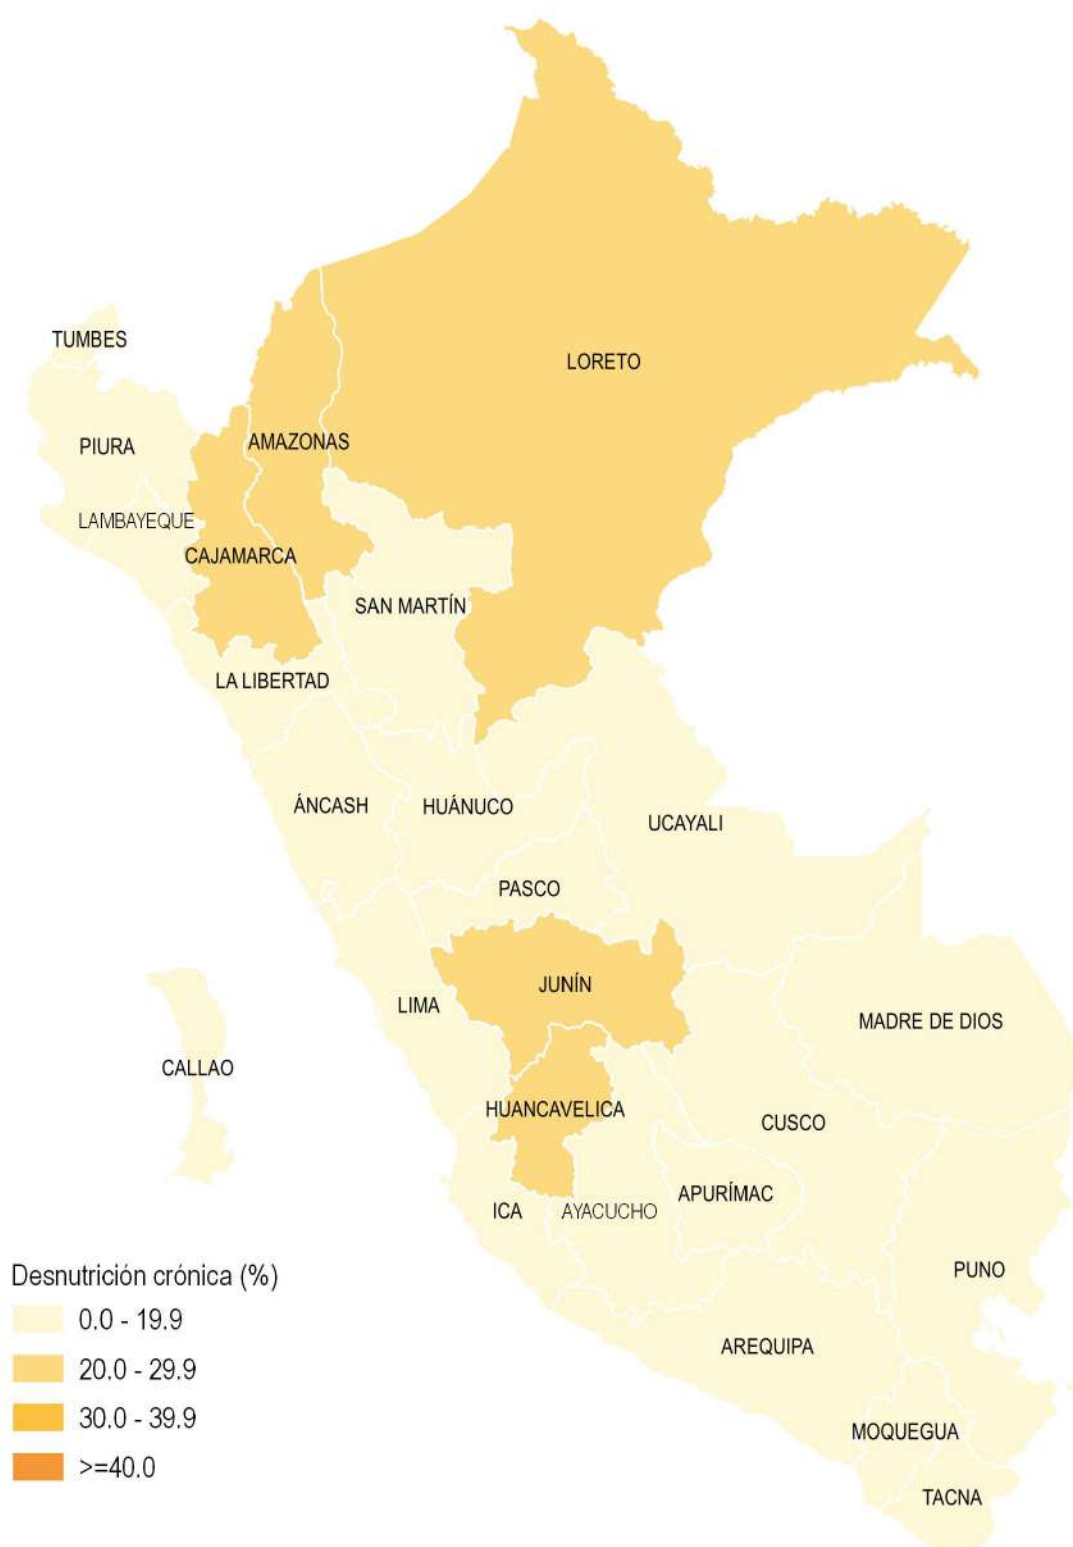 TUMBES
LORETO
PIURA
AMAZONAS
LAMBAYEQUE
CAJAMARCA
SAN MARTÍN
LA LIBERTAD
ÁNCASH
HUÁNUCO
UCAYALI
PASCO
JUNÍN
LIMA
MADRE DE DIOS
CALLAO
HUANCAVELICA
CUSCO
APURÍMAC
ICA
AYACUCHO
PUNO
AREQUIPA
MOQUEGUA
TACNA
Desnutrición crónica (%)
0.0 - 19.9
20.0 - 29.9
30.0 - 39.9
>=40.0